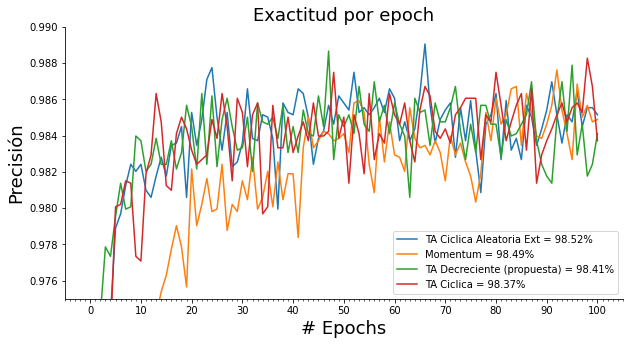 Exactitud por epoch
Precisión
0.990
0.988
0.986
0.984
0.982
0.980
0.978
0.976
TA Ciclica Aleatoria Ext = 98.52%
Momentum = 98.49%
TA Decreciente (propuesta) = 98.41%
TA Ciclica = 98.37%
0 10 20 30 40 50 60 70 80 90 100
# Epochs